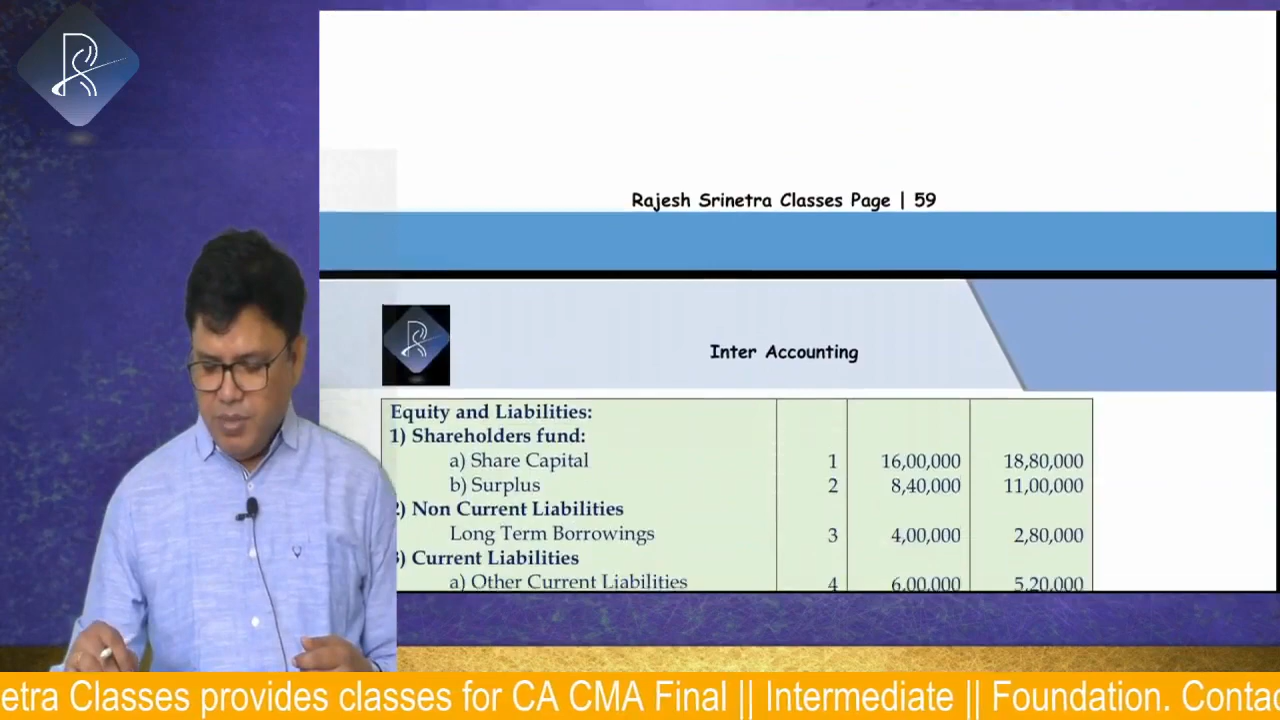 Rajesh Srinetra Classes Page | 59
Inter Accounting
Equity and Liabilities:
1) Shareholders fund:
a) Share Capital 1 16,00,000 18,80,000
b) Surplus 2 8,40,000 11,00,000
2) Non Current Liabilities
Long Term Borrowings 3 4,00,000 2,80,000
3) Current Liabilities
a) Other Current Liabilities 4 6,00,000 5,20,000
etra Classes provides classes for CA CMA Final || Intermediate || Foundation. Contac